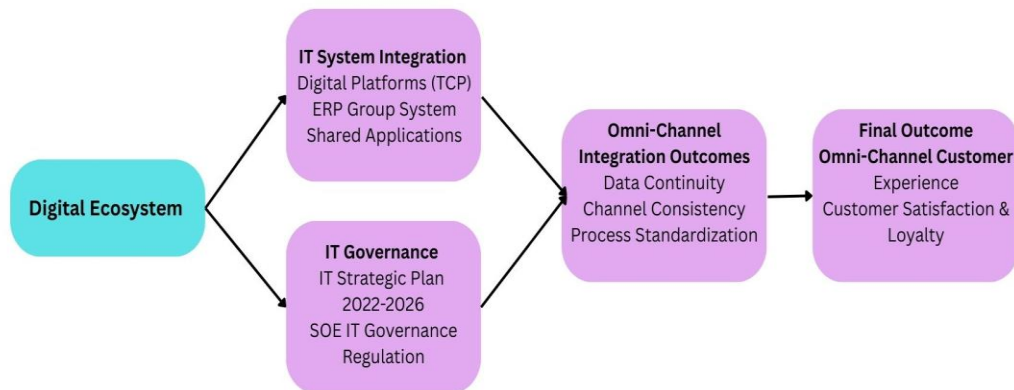 Digital Ecosystem
IT System Integration
Digital Platforms (TCP)
ERP Group System
Shared Applications
IT Governance
IT Strategic Plan
2022-2026
SOE IT Governance
Regulation
Omni-Channel
Integration Outcomes
Data Continuity
Channel Consistency
Process Standardization
Final Outcome
Omni-Channel Customer
Experience
Customer Satisfaction &
Loyalty